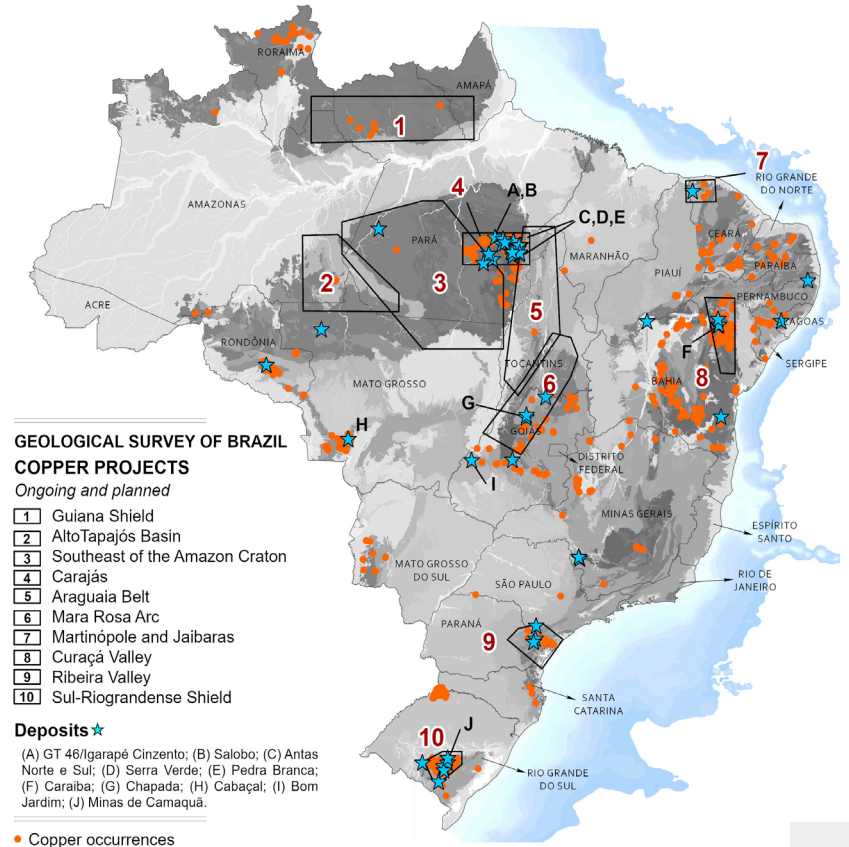 RORAIMA
AMAPÁ
1
7
RIO GRANDE
DO NORTE
A,B
4
C,D,E
AMAZONAS
PARÁ
MARANHÃO
CEARÁ
PARAÍBA
PIAUÍ
2
3
PERNAMBUCO
ACRE
5
AGOAS
RONDÔNIA
F
SERGIPE
TOCANTINS
MATO GROSSO
6
BAHIA
8
G
GOIÁS
H
DISTRITO
FEDERAL
I
MINAS GERAIS
ESPÍRITO
SANTO
MATO GROSSO
DO SUL
SÃO PAULO
RIO DE
JANEIRO
PARANÁ
9
SANTA
CATARINA
J
10
RIO GRANDE
DO SUL
GEOLOGICAL SURVEY OF BRAZIL
COPPER PROJECTS
Ongoing and planned
1 Guiana Shield
2 AltoTapajós Basin
3 Southeast of the Amazon Craton
4 Carajás
5 Araguaia Belt
6 Mara Rosa Arc
7 Martinópole and Jaibaras
8 Curaçá Valley
9 Ribeira Valley
10 Sul-Riograndense Shield
Deposits
(A) GT 46/Igarapé Cinzento; (B) Salobo; (C) Antas
Norte e Sul; (D) Serra Verde; (E) Pedra Branca;
(F) Caraiba; (G) Chapada; (H) Cabaçal; (I) Bom
Jardim; (J) Minas de Camaquã.
Copper occurrences